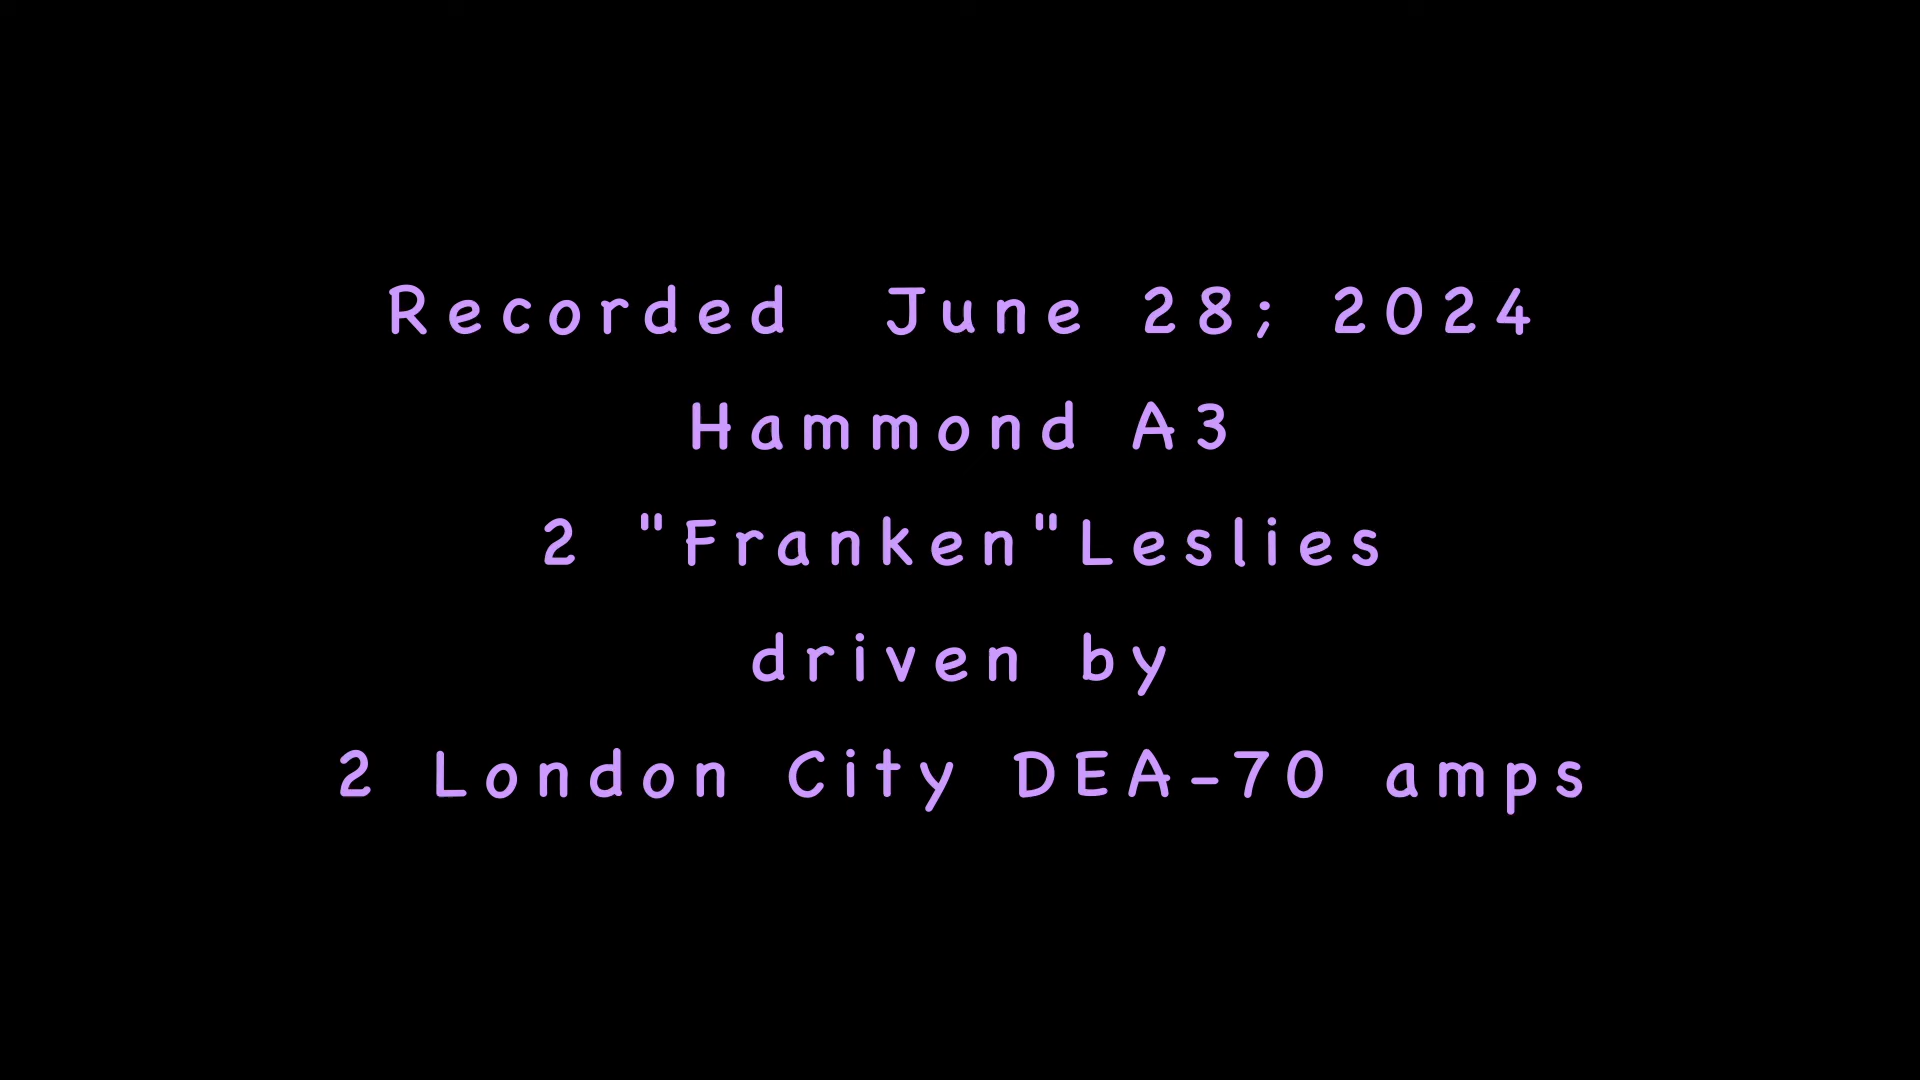 Recorded  June 28; 2024
Hammond A3
2 "Franken"Leslies
driven by
2 London City DEA-70 amps